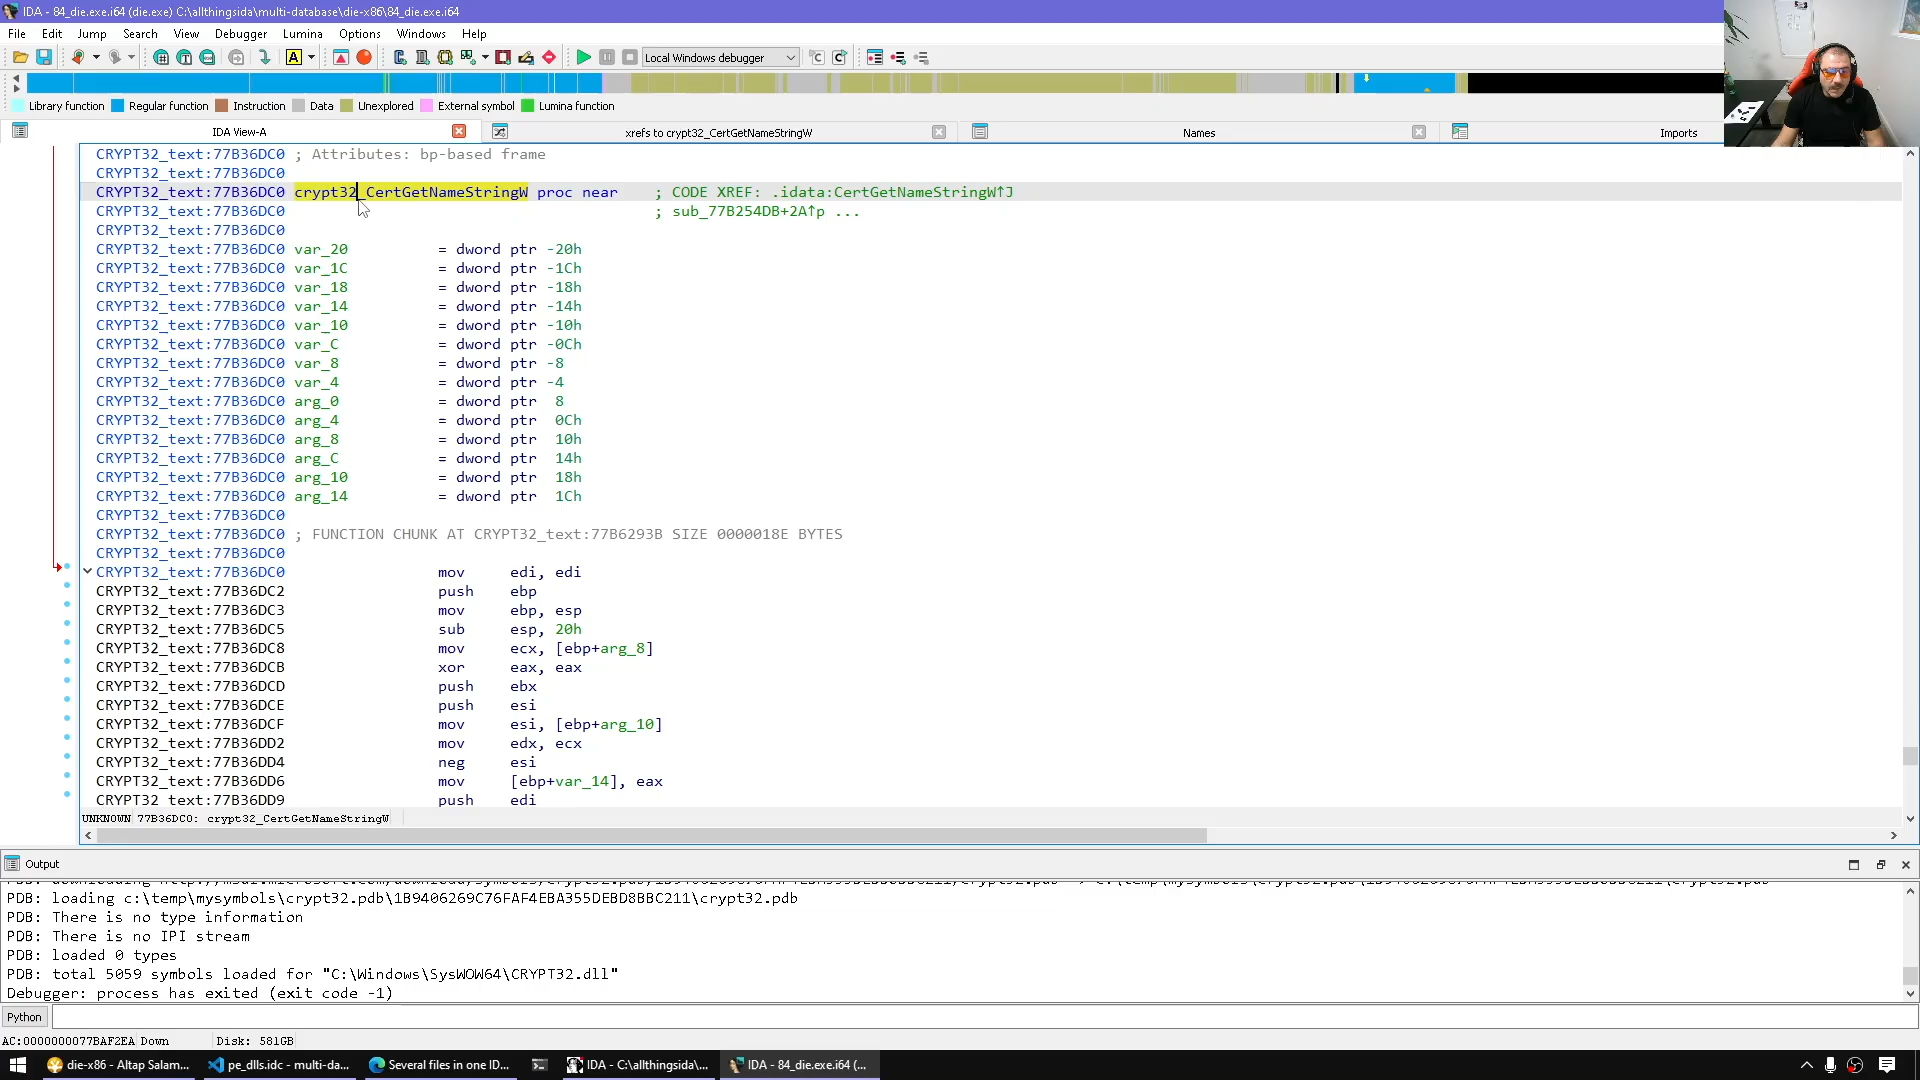 IDA - 84_die.exe.i64 (die.exe) C:\allthingsida\multi-database\die-x86\84_die.exe.i64
File Edit Jump Search View Debugger Lumina Options Windows Help
Local Windows debugger
Library function Regular function Instruction Data Unexplored External symbol Lumina function
IDA View-A xrefs to crypt32_CertGetNameStringW Names Imports
CRYPT32_text:77B36DC0 ; Attributes: bp-based frame
CRYPT32_text:77B36DC0
CRYPT32_text:77B36DC0 crypt32_CertGetNameStringW proc near ; CODE XREF: .idata:CertGetNameStringW↑J
CRYPT32_text:77B36DC0 ; sub_77B254DB+2A↑p ...
CRYPT32_text:77B36DC0
CRYPT32_text:77B36DC0 var_20 = dword ptr -20h
CRYPT32_text:77B36DC0 var_1C = dword ptr -1Ch
CRYPT32_text:77B36DC0 var_18 = dword ptr -18h
CRYPT32_text:77B36DC0 var_14 = dword ptr -14h
CRYPT32_text:77B36DC0 var_10 = dword ptr -10h
CRYPT32_text:77B36DC0 var_C = dword ptr -0Ch
CRYPT32_text:77B36DC0 var_8 = dword ptr -8
CRYPT32_text:77B36DC0 var_4 = dword ptr -4
CRYPT32_text:77B36DC0 arg_0 = dword ptr 8
CRYPT32_text:77B36DC0 arg_4 = dword ptr 0Ch
CRYPT32_text:77B36DC0 arg_8 = dword ptr 10h
CRYPT32_text:77B36DC0 arg_C = dword ptr 14h
CRYPT32_text:77B36DC0 arg_10 = dword ptr 18h
CRYPT32_text:77B36DC0 arg_14 = dword ptr 1Ch
CRYPT32_text:77B36DC0
CRYPT32_text:77B36DC0 ; FUNCTION CHUNK AT CRYPT32_text:77B6293B SIZE 0000018E BYTES
CRYPT32_text:77B36DC0
CRYPT32_text:77B36DC0 mov edi, edi
CRYPT32_text:77B36DC2 push ebp
CRYPT32_text:77B36DC3 mov ebp, esp
CRYPT32_text:77B36DC5 sub esp, 20h
CRYPT32_text:77B36DC8 mov ecx, [ebp+arg_8]
CRYPT32_text:77B36DCB xor eax, eax
CRYPT32_text:77B36DCD push ebx
CRYPT32_text:77B36DCE push esi
CRYPT32_text:77B36DCF mov esi, [ebp+arg_10]
CRYPT32_text:77B36DD2 mov edx, ecx
CRYPT32_text:77B36DD4 neg esi
CRYPT32_text:77B36DD6 mov [ebp+var_14], eax
CRYPT32_text:77B36DD9 push edi
UNKNOWN 77B36DC0: crypt32_CertGetNameStringW
Output
PDB: loading c:\temp\mysymbols\crypt32.pdb\1B9406269C76FAF4EBA355DEBD8BBC211\crypt32.pdb
PDB: There is no type information
PDB: There is no IPI stream
PDB: loaded 0 types
PDB: total 5059 symbols loaded for "C:\Windows\SysWOW64\CRYPT32.dll"
Debugger: process has exited (exit code -1)
Python
AC:0000000077BAF2EA Down Disk: 581GB
die-x86 - Altap Salam... pe_dlls.idc - multi-da... Several files in one ID... IDA - C:\allthingsida\... IDA - 84_die.exe.i64 (...